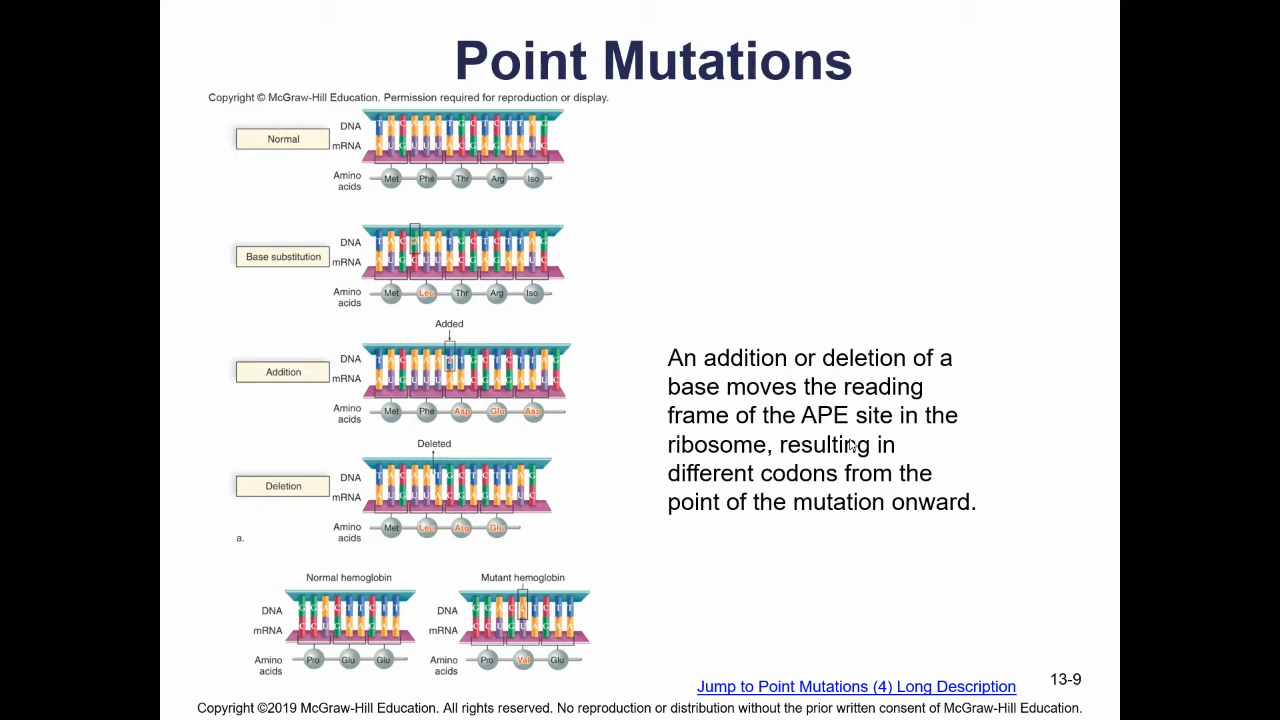 Point Mutations
Copyright © McGraw-Hill Education. Permission required for reproduction or display.
Normal
DNA
mRNA
Amino
acids
Met Phe Thr Arg Iso
Base substitution
DNA
mRNA
Amino
acids
Met Leu Thr Arg Iso
Added
Addition
DNA
mRNA
Amino
acids
Met Phe Asp Glu Asp
Deleted
Deletion
DNA
mRNA
Amino
acids
Met Leu Arg Glu
a.
An addition or deletion of a
base moves the reading
frame of the APE site in the
ribosome, resulting in
different codons from the
point of the mutation onward.
Normal hemoglobin
DNA
mRNA
Amino
acids
Pro Glu Glu
Mutant hemoglobin
DNA
mRNA
Amino
acids
Pro Val Glu
Jump to Point Mutations (4) Long Description
13-9
Copyright ©2019 McGraw-Hill Education. All rights reserved. No reproduction or distribution without the prior written consent of McGraw-Hill Education.